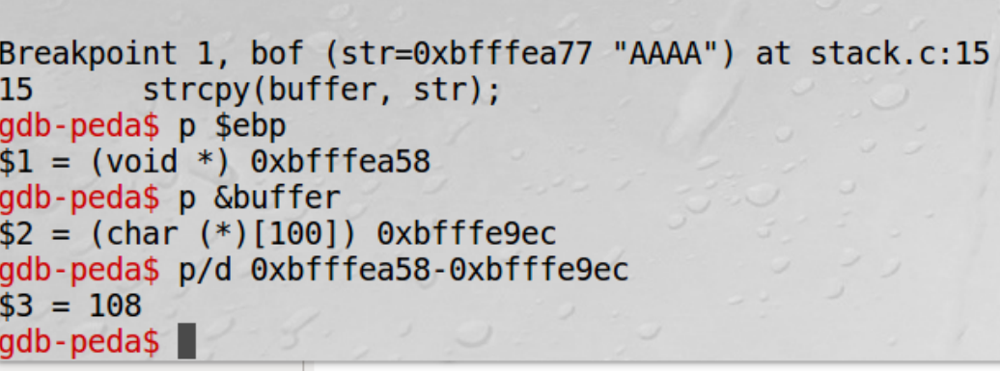 Breakpoint 1, bof (str=0xbfffea77 "AAAA") at stack.c:15
15      strcpy(buffer, str);
gdb-peda$ p $ebp
$1 = (void *) 0xbfffea58
gdb-peda$ p &buffer
$2 = (char (*)[100]) 0xbfffe9ec
gdb-peda$ p/d 0xbfffea58-0xbfffe9ec
$3 = 108
gdb-peda$